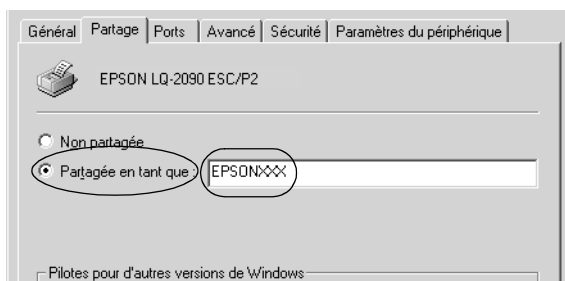 Général Partage Ports Avancé Sécurité Paramètres du périphérique
EPSON LQ-2090 ESC/P2
Non partagée
Partagée en tant que : EPSONXXX
Pilotes pour d'autres versions de Windows